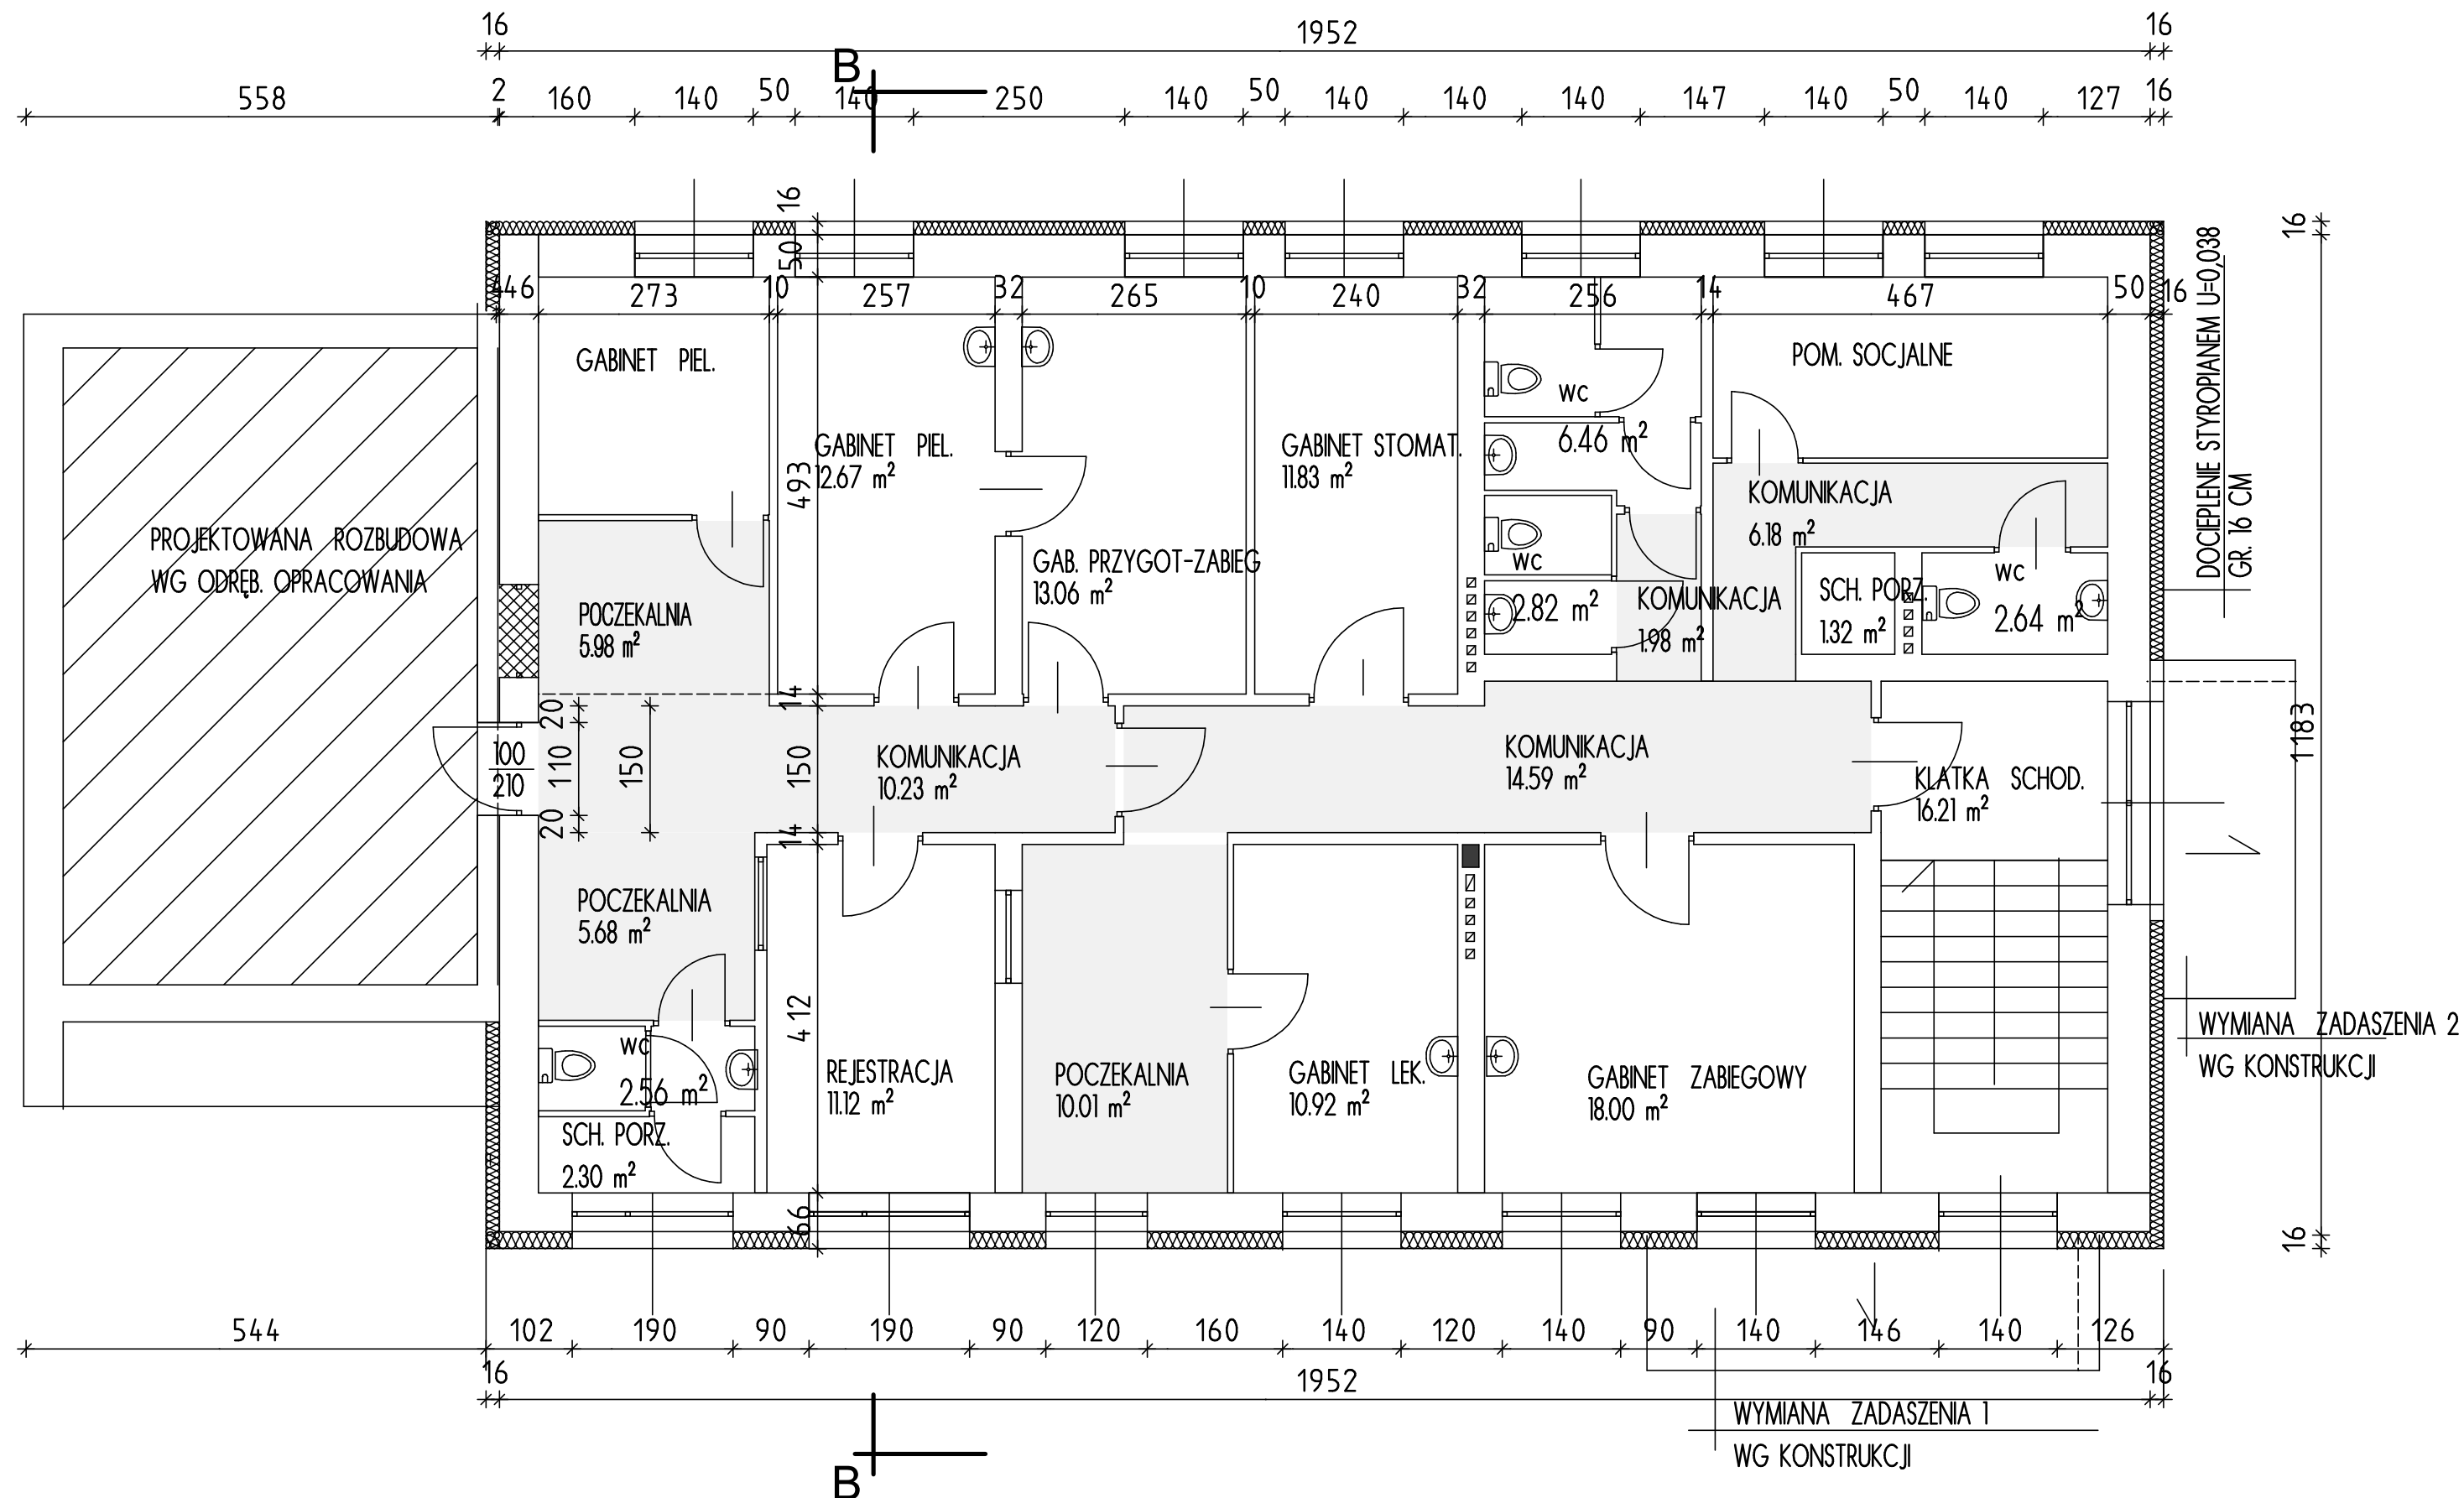 16 1952 16
B
558 2 160 140 50 140 250 140 50 140 140 140 147 140 50 140 127 16
16
50
16
446 273 10 257 32 265 10 240 32 256 14 467 50 16
DOCIEPLENIE STYROPIANEM U=0,038
GR. 16 CM
GABINET PIEL.
POM. SOCJALNE
wc
6.46 m²
GABINET PIEL.
12.67 m²
493
GABINET STOMAT.
11.83 m²
KOMUNIKACJA
6.18 m²
PROJEKTOWANA ROZBUDOWA
WG ODRĘB. OPRACOWANIA
GAB. PRZYGOT-ZABIEG
13.06 m²
wc
2.82 m²
KOMUNIKACJA
1.98 m²
SCH. PORZ.
1.32 m²
wc
2.64 m²
POCZEKALNIA
5.98 m²
14
20
110
20
100
210
150
150
KOMUNIKACJA
10.23 m²
KOMUNIKACJA
14.59 m²
KLATKA SCHOD.
16.21 m²
1183
14
POCZEKALNIA
5.68 m²
412
wc
2.56 m²
SCH. PORZ.
2.30 m²
REJESTRACJA
11.12 m²
POCZEKALNIA
10.01 m²
GABINET LEK.
10.92 m²
GABINET ZABIEGOWY
18.00 m²
WYMIANA ZADASZENIA 2
WG KONSTRUKCJI
66
16
544 102 190 90 190 90 120 160 140 120 140 90 140 146 140 126
16 1952 16
WYMIANA ZADASZENIA 1
WG KONSTRUKCJI
B